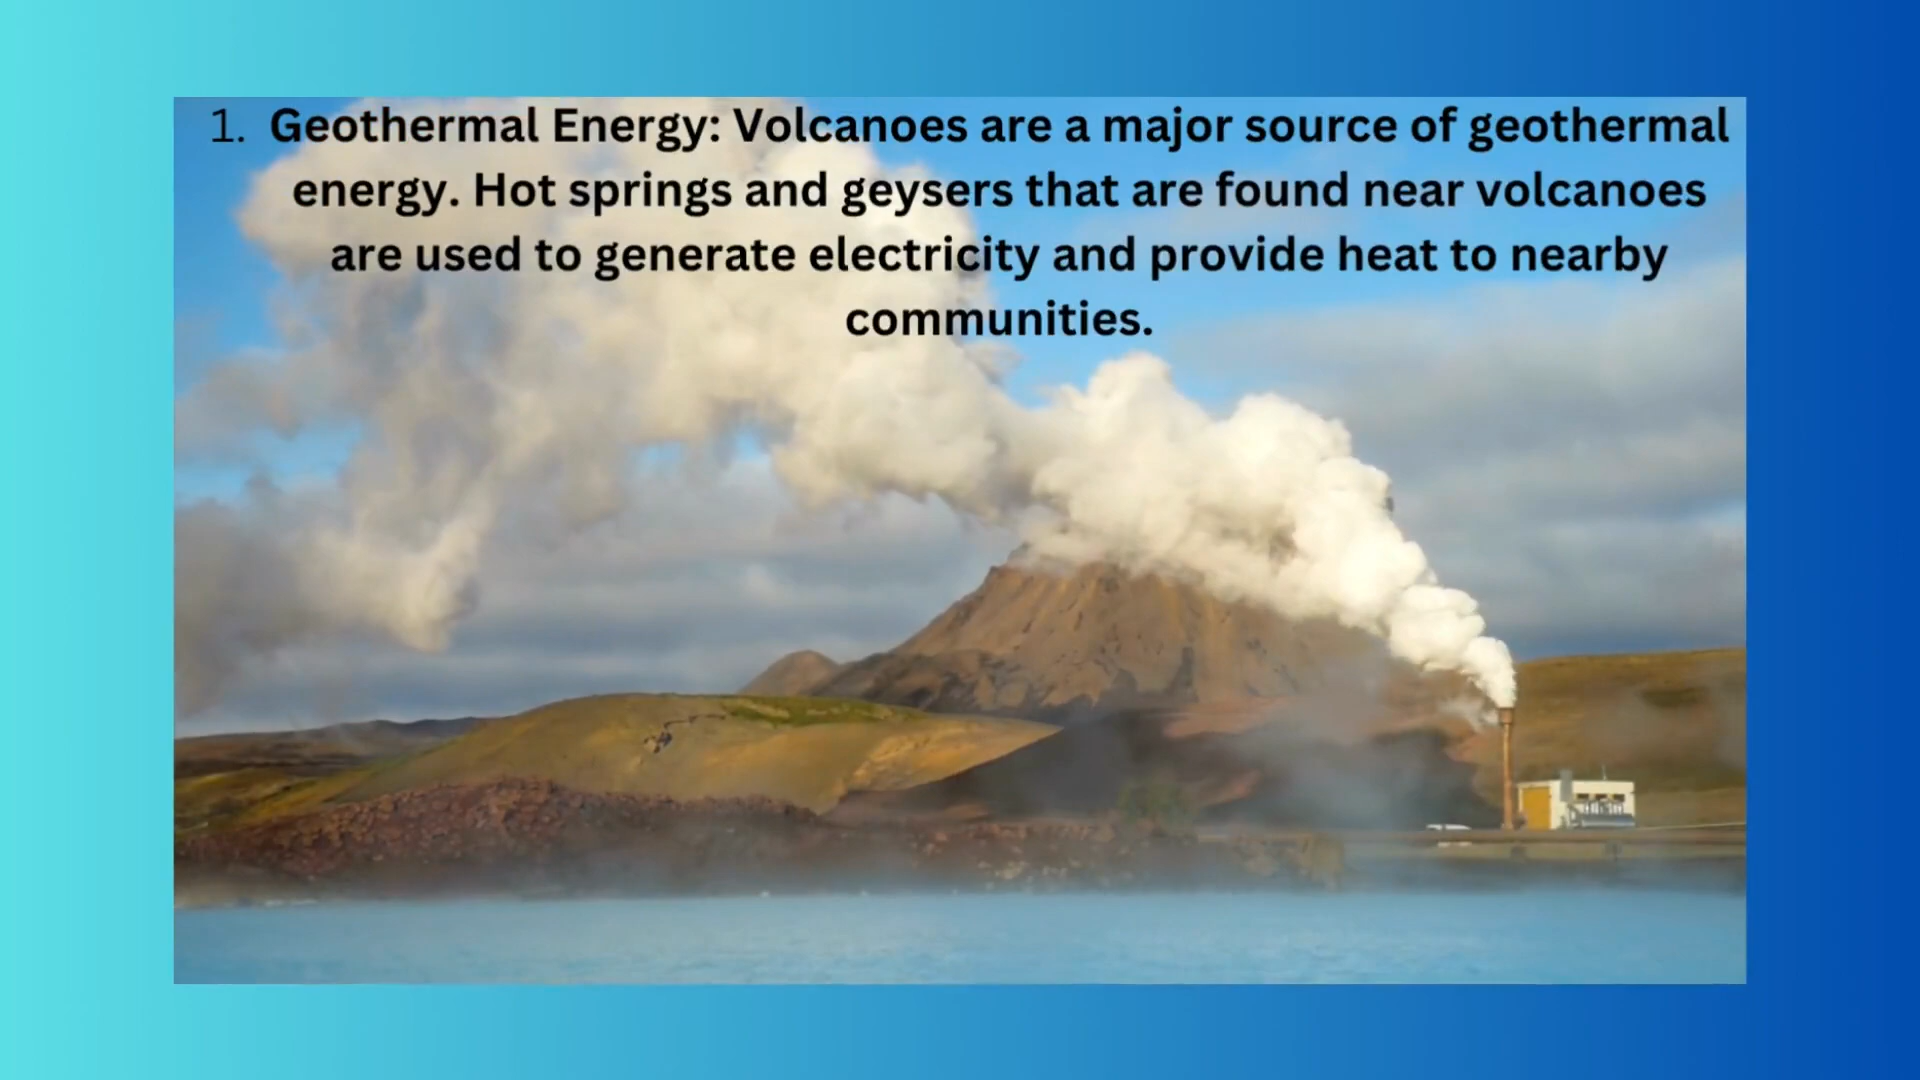 1. Geothermal Energy: Volcanoes are a major source of geothermal
energy. Hot springs and geysers that are found near volcanoes
are used to generate electricity and provide heat to nearby
communities.